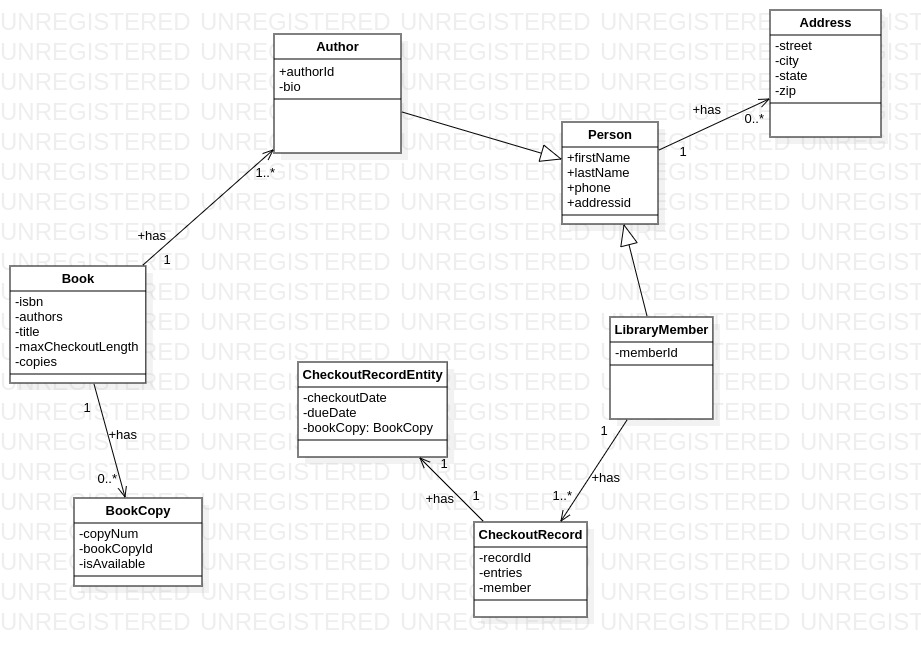 Author
+authorId
-bio
Address
-street
-city
-state
-zip
+has
0..*
1
Person
+firstName
+lastName
+phone
+addressid
1..*
+has
1
Book
-isbn
-authors
-title
-maxCheckoutLength
-copies
1
+has
0..*
BookCopy
-copyNum
-bookCopyId
-isAvailable
CheckoutRecordEntity
-checkoutDate
-dueDate
-bookCopy: BookCopy
1
+has
1
LibraryMember
-memberId
1
+has
1..*
CheckoutRecord
-recordId
-entries
-member
UNREGISTERED UNREGISTERED UNREGISTERED UNREGISTERED UNREGISTERED